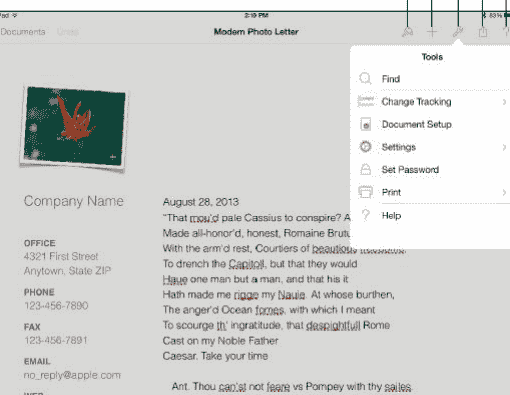 Pad
2:19 PM
83%
Documents
Undo
Modern Photo Letter
Tools
Find
Change Tracking
Document Setup
Settings
Set Password
Print
Help
Company Name
OFFICE
4321 First Street
Anytown, State ZIP
PHONE
123-456-7890
FAX
123-456-7891
EMAIL
no_reply@apple.com
August 28, 2013
"That mou'd pale Cassius to conspire? A
Made all-honor'd, honest, Romaine Brutu
With the arm'd rest, Courtiers of beautious
To drench the Capitoll, but that they would
Haue one man but a man, and that his it
Hath made me rigge my Nauie. At whose burthen,
The anger'd Ocean fomes, with which I meant
To scourge th' ingratitude, that despightfull Rome
Cast on my Noble Father
Caesar. Take your time
Ant. Thou can'st not feare vs Pompey with thy sailes